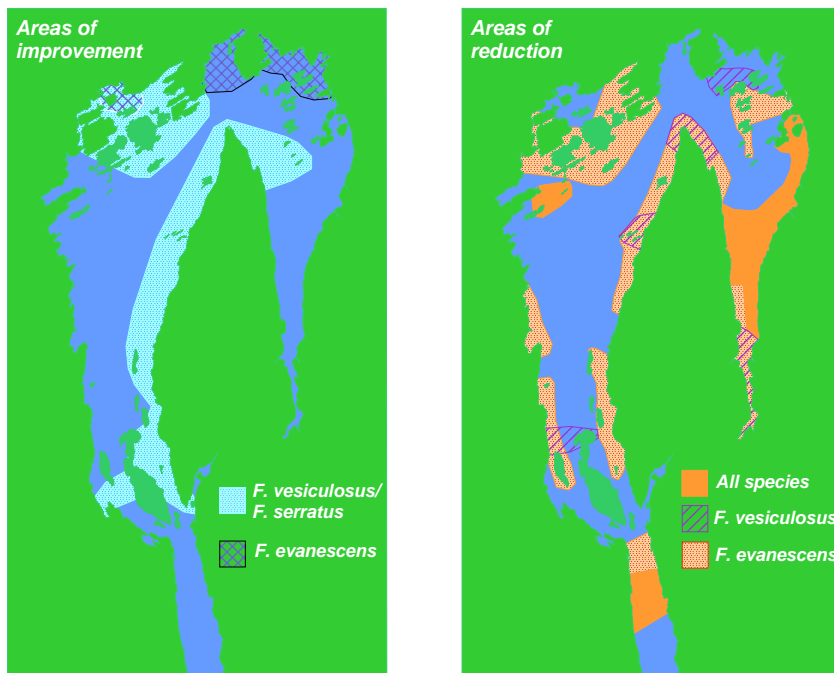 Areas of
improvement
F. vesiculosus/
F. serratus
F. evanescens
Areas of
reduction
All species
F. vesiculosus
F. evanescens